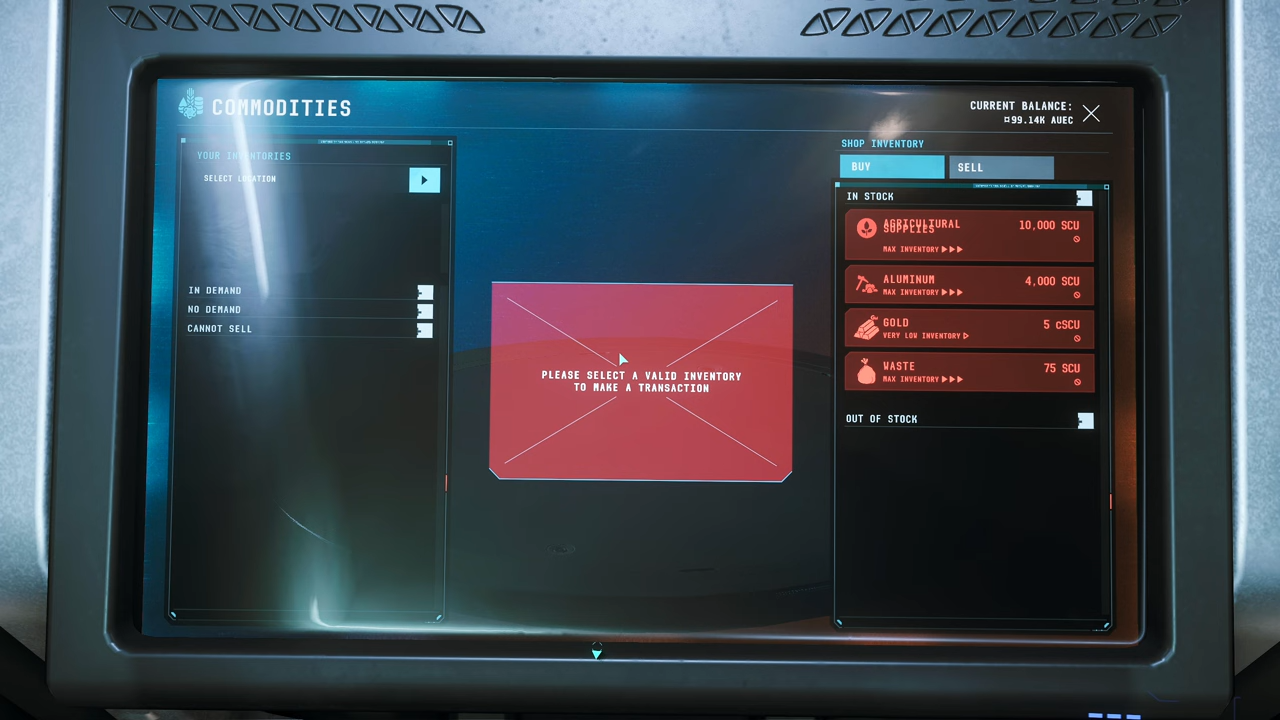 COMMODITIES
CURRENT BALANCE:
¤99.14K AUEC
YOUR INVENTORIES
SELECT LOCATION
IN DEMAND
NO DEMAND
CANNOT SELL
PLEASE SELECT A VALID INVENTORY
TO MAKE A TRANSACTION
SHOP INVENTORY
BUY
SELL
IN STOCK
AGRICULTURAL
SUPPLIES
10,000 SCU
MAX INVENTORY
ALUMINUM
4,000 SCU
MAX INVENTORY
GOLD
5 cSCU
VERY LOW INVENTORY
WASTE
75 SCU
MAX INVENTORY
OUT OF STOCK